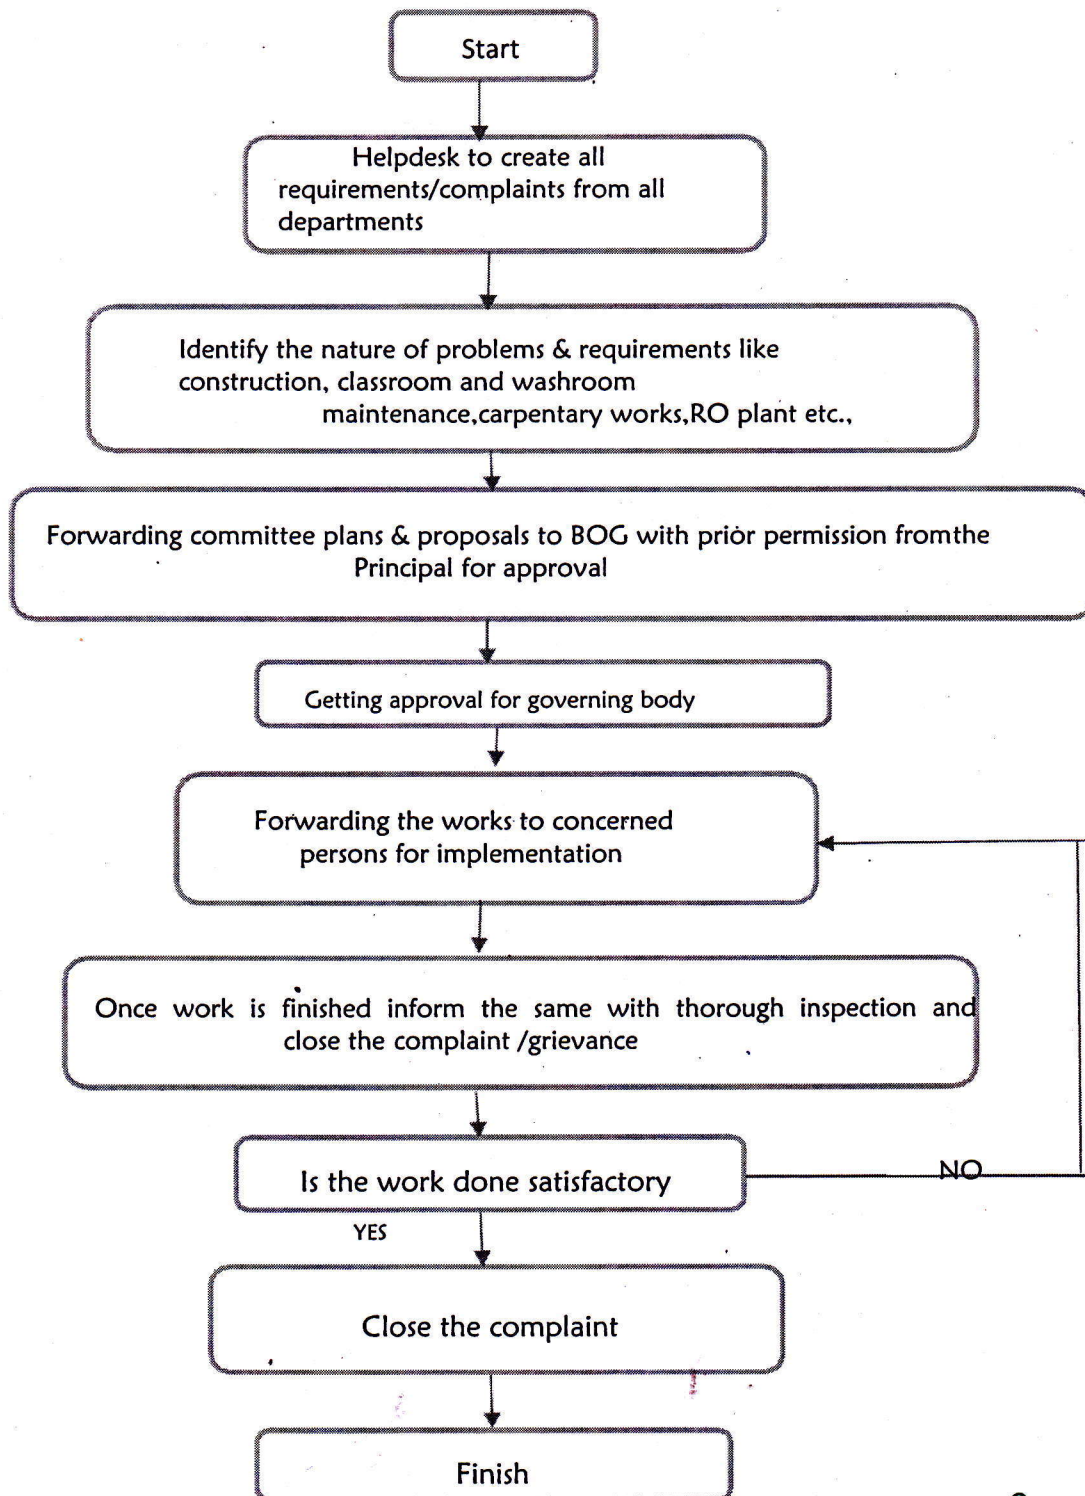 Start
Helpdesk to create all
requirements/complaints from all
departments
Identify the nature of problems & requirements like
construction, classroom and washroom
maintenance,carpentary works,RO plant etc.,
Forwarding committee plans & proposals to BOG with prior permission fromthe
Principal for approval
Getting approval for governing body
Forwarding the works to concerned
persons for implementation
Once work is finished inform the same with thorough inspection and
close the complaint /grievance
Is the work done satisfactory
NO
YES
Close the complaint
Finish